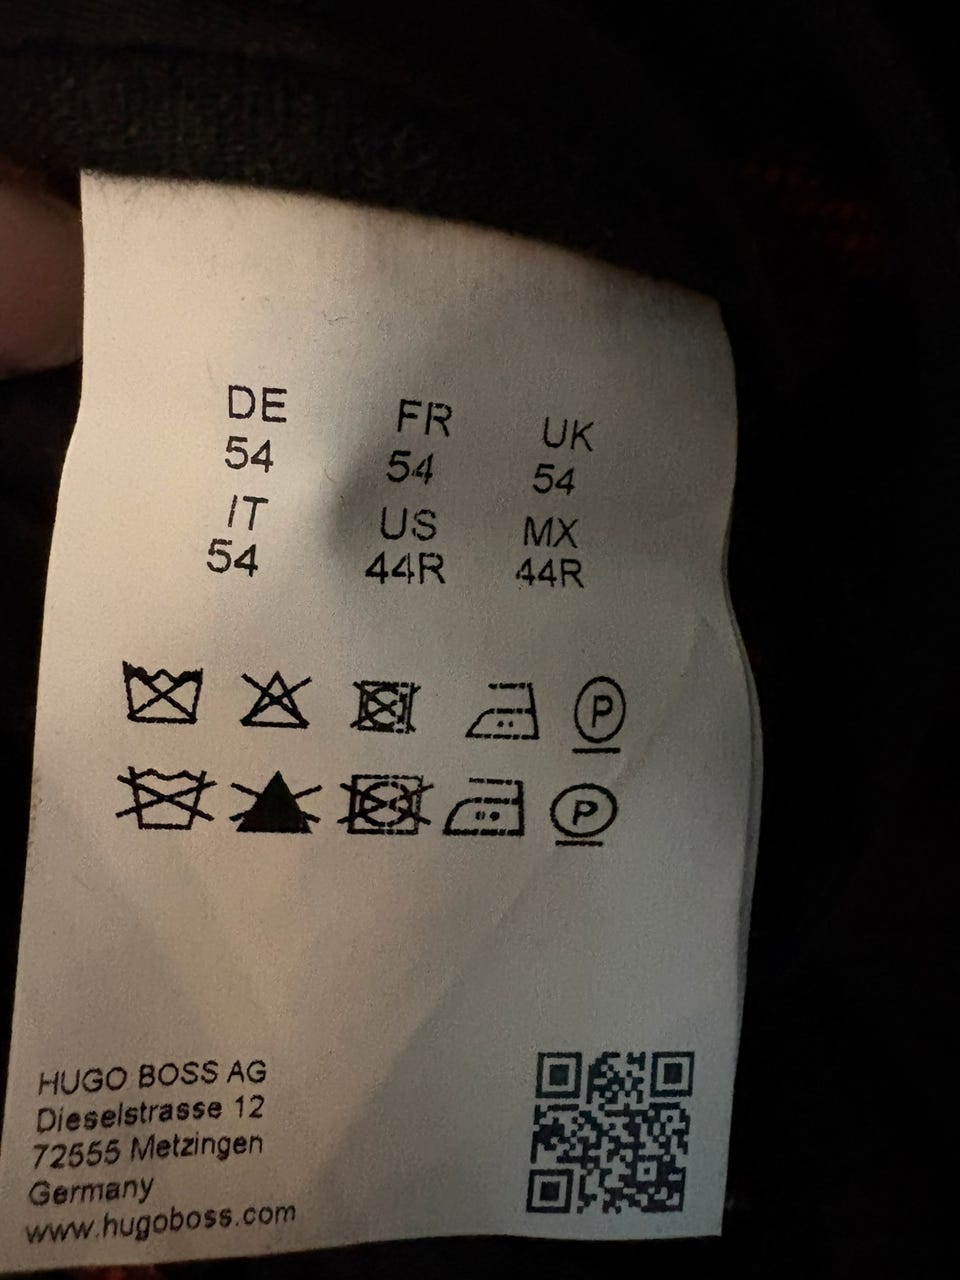 DE FR UK
54 54 54
IT US MX
54 44R 44R
P
P
HUGO BOSS AG
Dieselstrasse 12
72555 Metzingen
Germany
www.hugoboss.com